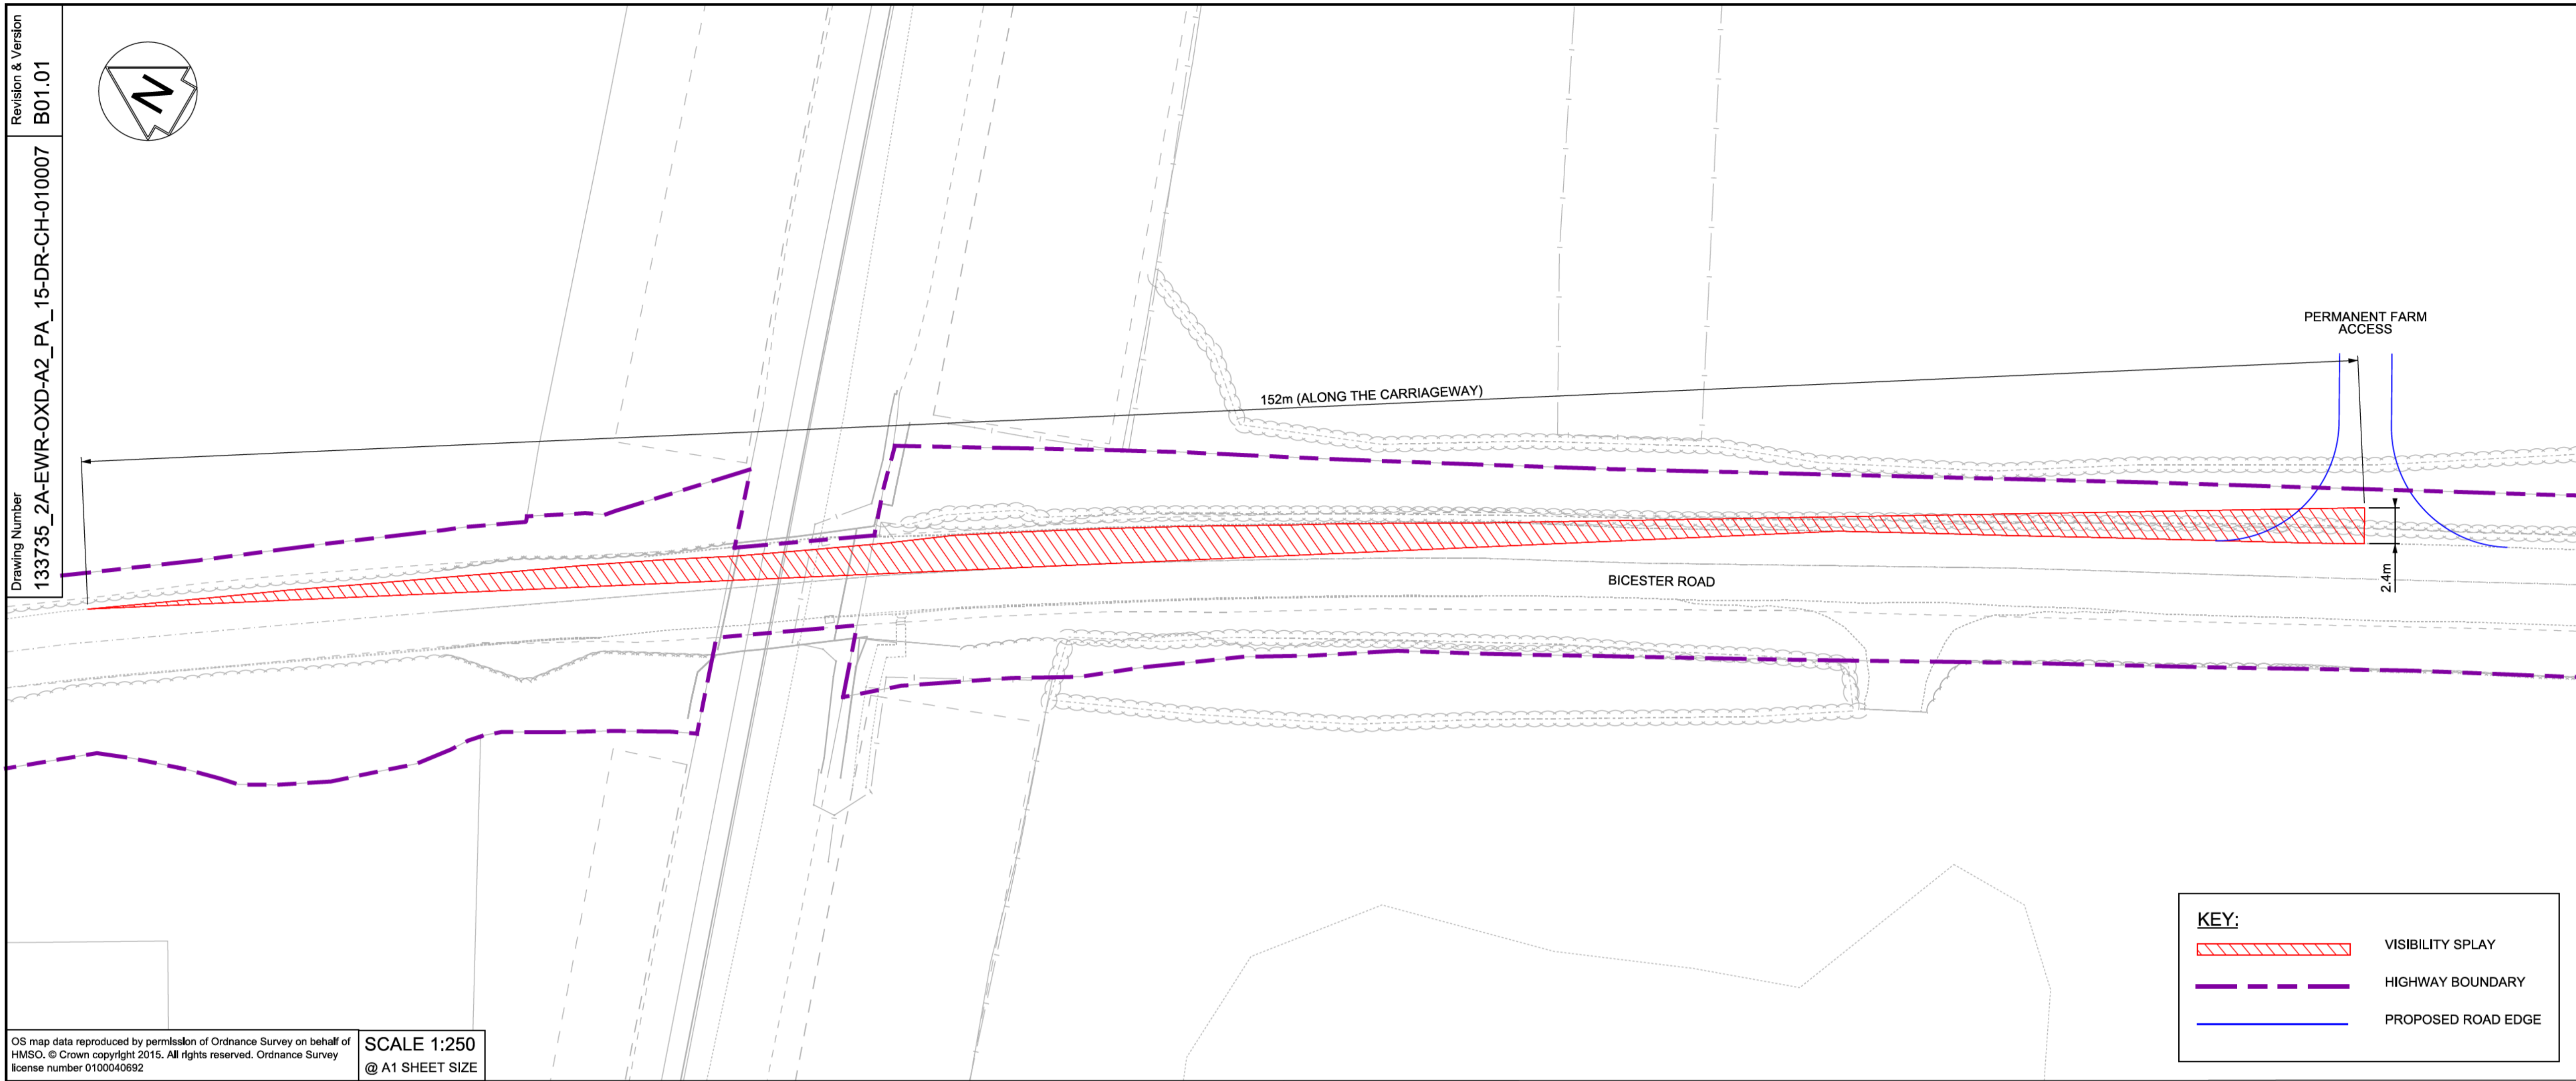 Revision & Version
B01.01
Drawing Number
133735_2A-EWR-OXD-A2_PA_15-DR-CH-010007
N
PERMANENT FARM
ACCESS
152m (ALONG THE CARRIAGEWAY)
BICESTER ROAD
2.4m
KEY:
VISIBILITY SPLAY
HIGHWAY BOUNDARY
PROPOSED ROAD EDGE
OS map data reproduced by permission of Ordnance Survey on behalf of
HMSO. © Crown copyright 2015. All rights reserved. Ordnance Survey
license number 0100040692
SCALE 1:250
@ A1 SHEET SIZE